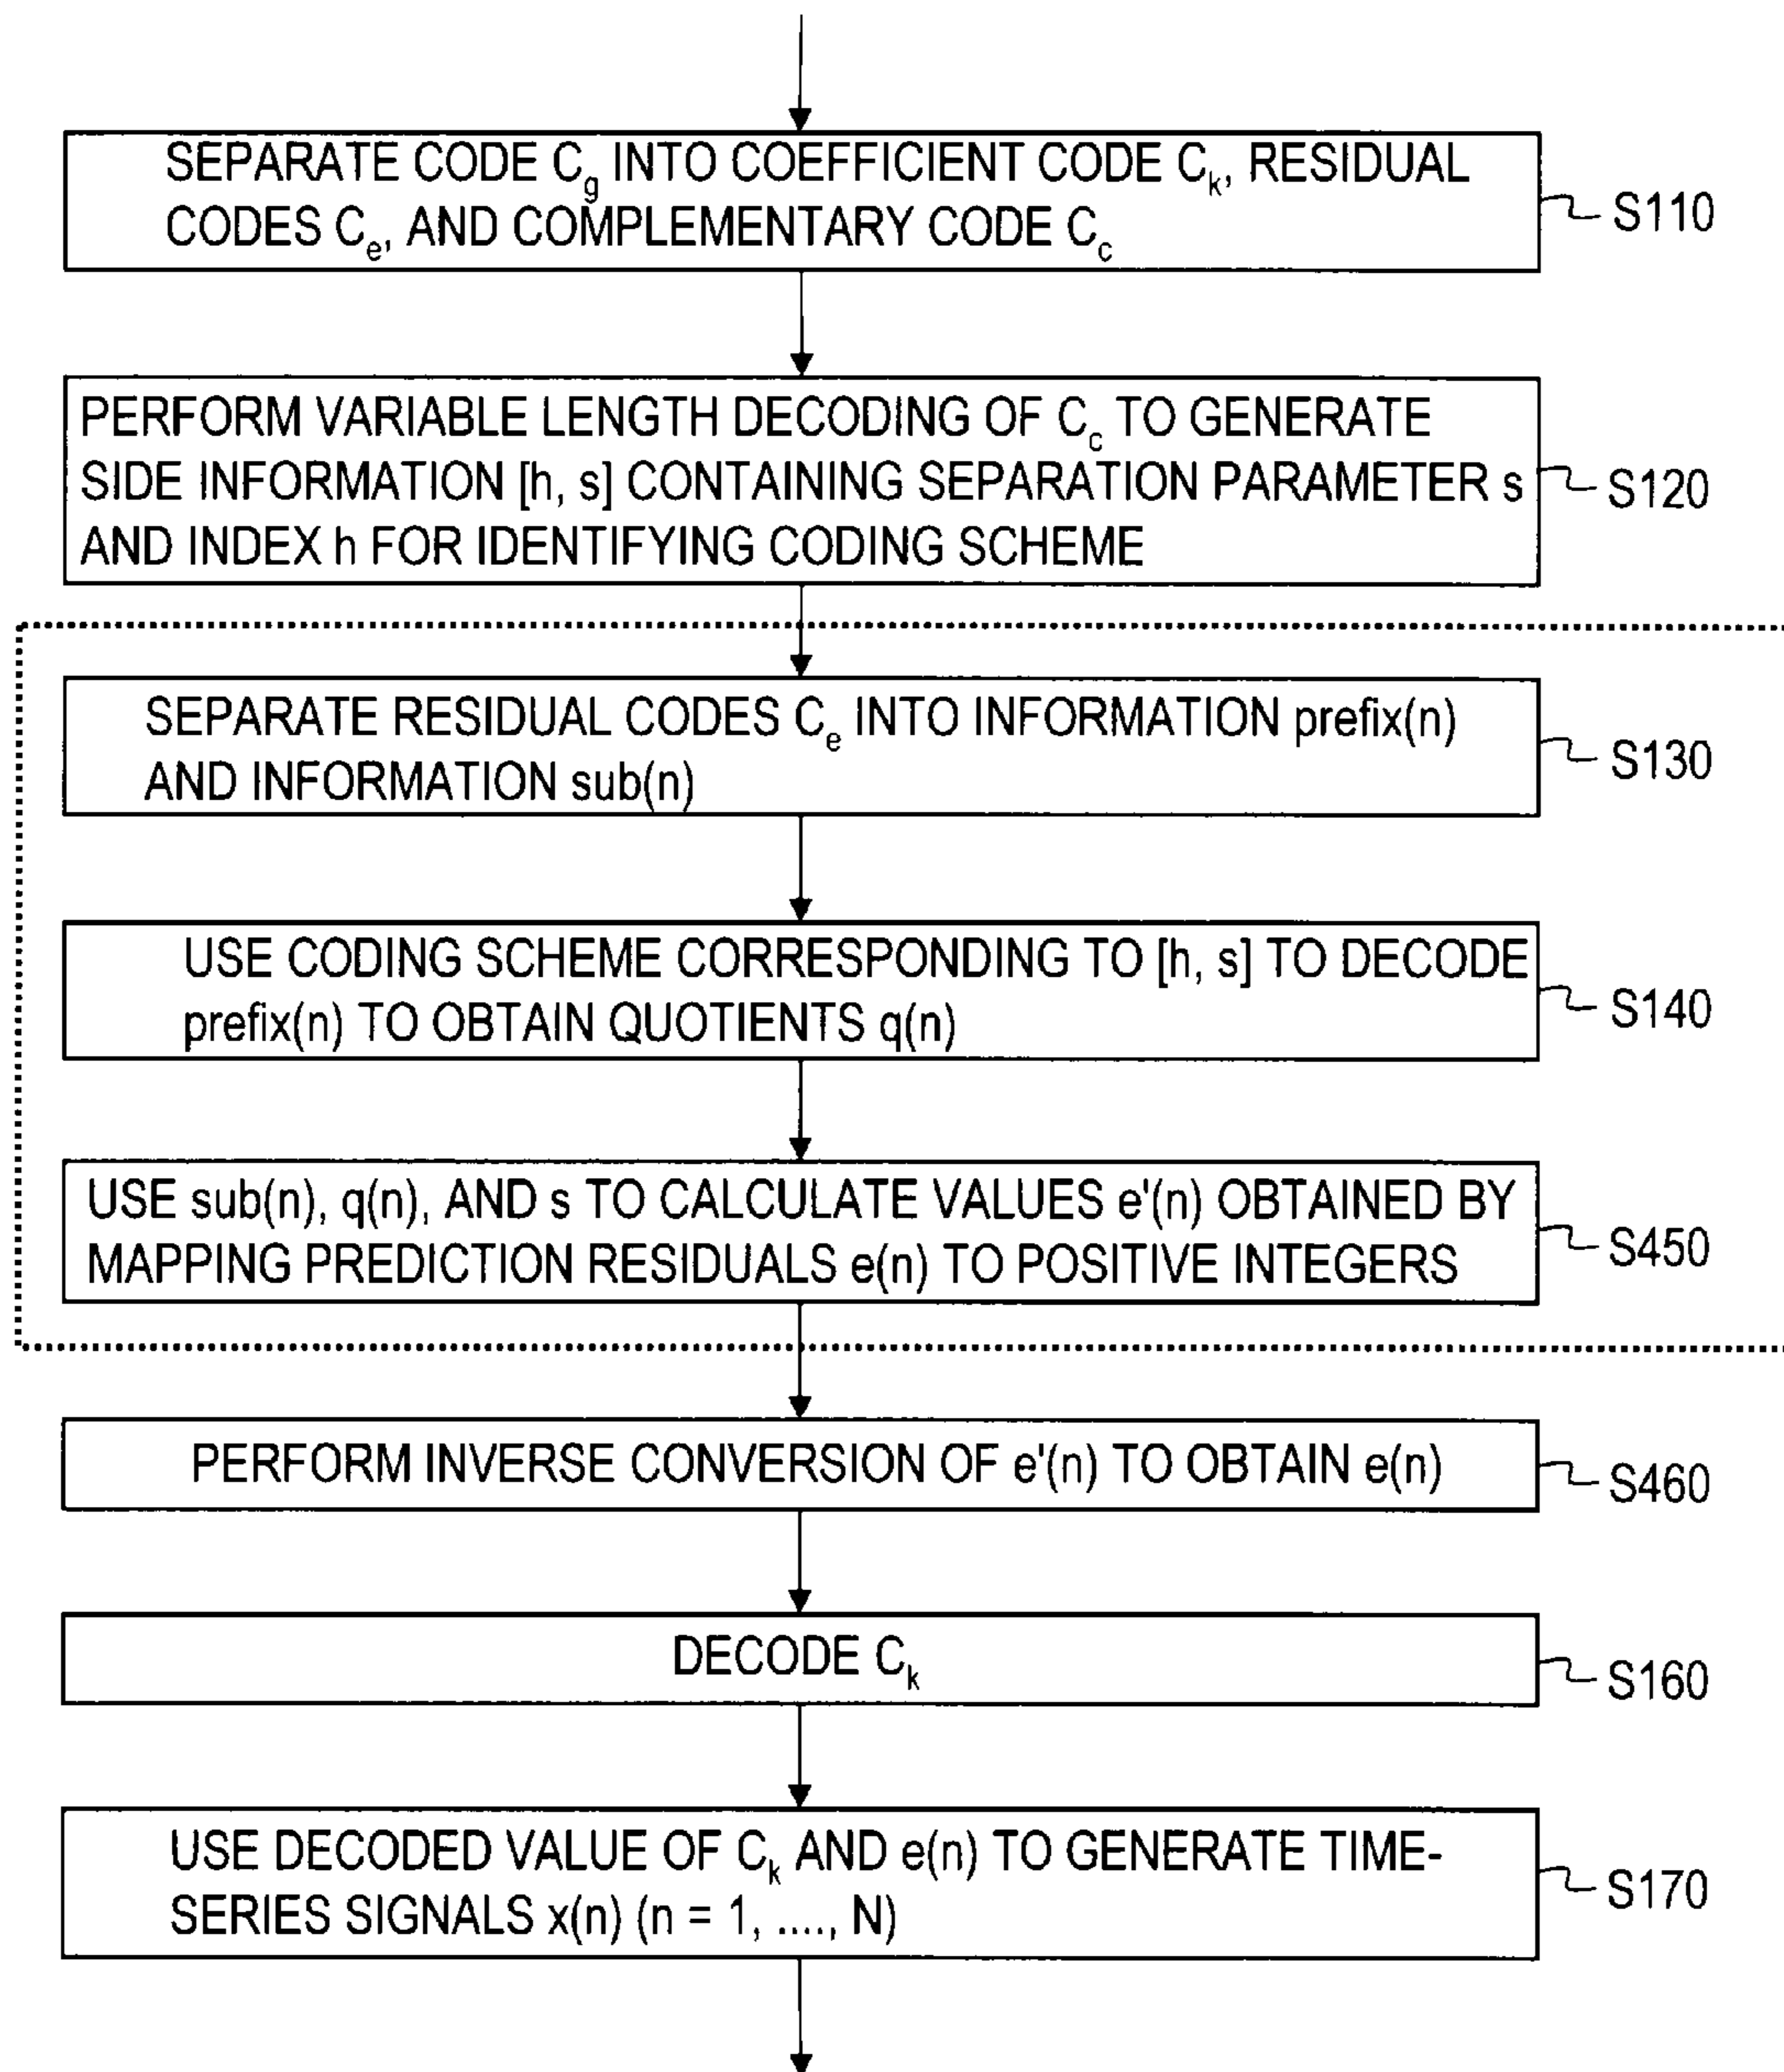 SEPARATE CODE Cg INTO COEFFICIENT CODE Ck, RESIDUAL
CODES Ce, AND COMPLEMENTARY CODE Cc
S110
PERFORM VARIABLE LENGTH DECODING OF Cc TO GENERATE
SIDE INFORMATION [h, s] CONTAINING SEPARATION PARAMETER s
AND INDEX h FOR IDENTIFYING CODING SCHEME
S120
SEPARATE RESIDUAL CODES Ce INTO INFORMATION prefix(n)
AND INFORMATION sub(n)
S130
USE CODING SCHEME CORRESPONDING TO [h, s] TO DECODE
prefix(n) TO OBTAIN QUOTIENTS q(n)
S140
USE sub(n), q(n), AND s TO CALCULATE VALUES e'(n) OBTAINED BY
MAPPING PREDICTION RESIDUALS e(n) TO POSITIVE INTEGERS
S450
PERFORM INVERSE CONVERSION OF e'(n) TO OBTAIN e(n)
S460
DECODE Ck
S160
USE DECODED VALUE OF Ck AND e(n) TO GENERATE TIME-
SERIES SIGNALS x(n) (n = 1, ...., N)
S170